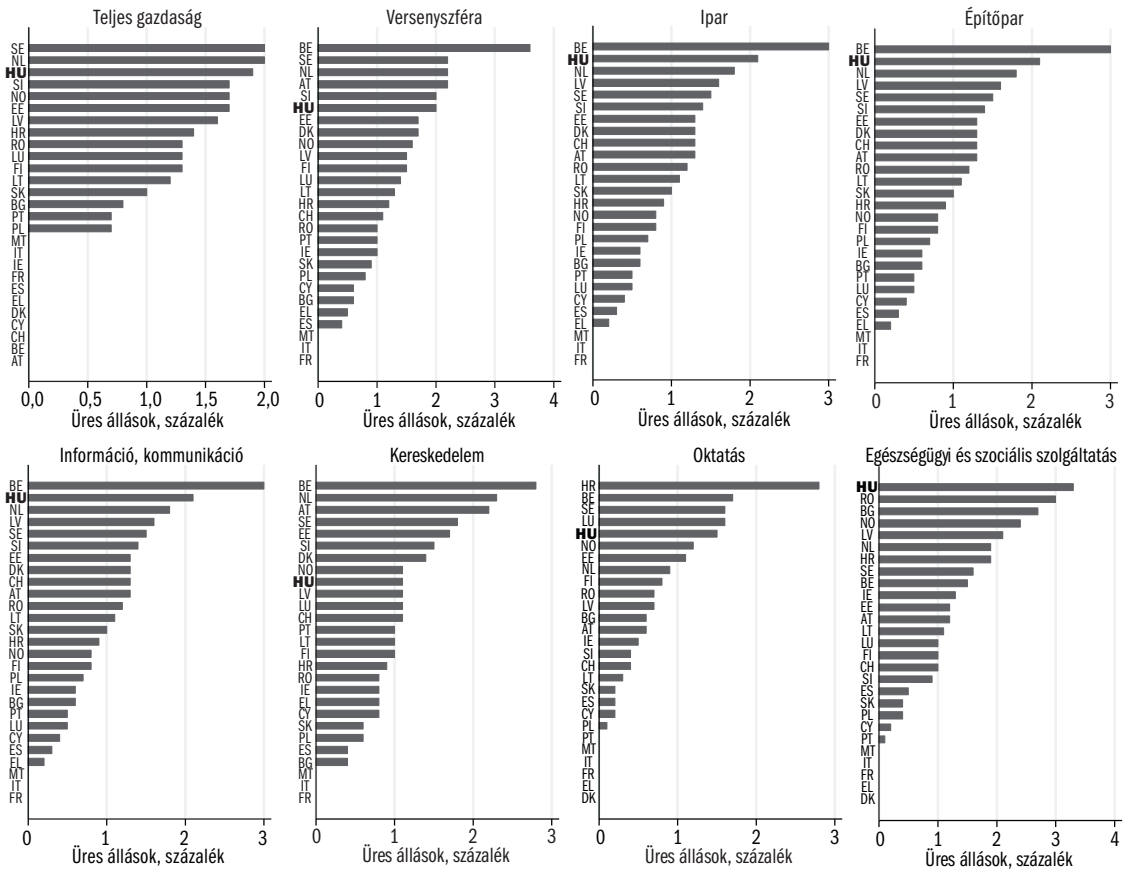 Teljes gazdaság
SE
NL
HU
SI
NO
EE
LV
HR
RO
LU
FI
LT
SK
BG
PT
PL
MT
IT
IE
FR
ES
EL
DK
CY
CH
BE
AT
0,0 0,5 1,0 1,5 2,0
Üres állások, százalék
Versenyszféra
BE
SE
NL
AT
SI
HU
EE
DK
NO
LV
FI
LU
LT
HR
CH
RO
PT
IE
SK
PL
CY
BG
EL
ES
MT
IT
FR
0 1 2 3 4
Üres állások, százalék
Ipar
BE
HU
NL
LV
SE
SI
EE
DK
CH
AT
RO
LT
SK
HR
NO
FI
PL
IE
BG
PT
LU
CY
ES
EL
MT
IT
FR
0 1 2 3
Üres állások, százalék
Építőpar
BE
HU
NL
LV
SE
SI
EE
DK
CH
AT
RO
LT
SK
HR
NO
FI
PL
IE
BG
PT
LU
CY
ES
EL
MT
IT
FR
0 1 2 3
Üres állások, százalék
Információ, kommunikáció
BE
HU
NL
LV
SE
SI
EE
DK
CH
AT
RO
LT
SK
HR
NO
FI
PL
IE
BG
PT
LU
CY
ES
EL
MT
IT
FR
0 1 2 3
Üres állások, százalék
Kereskedelem
BE
NL
AT
SE
EE
SI
DK
NO
HU
LV
LU
CH
PT
LT
FI
HR
RO
IE
EL
CY
SK
PL
ES
BG
MT
IT
FR
0 1 2 3
Üres állások, százalék
Oktatás
HR
BE
SE
LU
HU
NO
EE
NL
FI
RO
LV
BG
AT
IE
SI
CH
LT
SK
ES
CY
PL
PT
MT
IT
FR
EL
DK
0 1 2 3
Üres állások, százalék
Egészségügyi és szociális szolgáltatás
HU
RO
BG
NO
LV
NL
HR
SE
BE
IE
EE
AT
LT
LU
FI
CH
SI
ES
SK
PL
CY
PT
MT
IT
FR
EL
DK
0 1 2 3 4
Üres állások, százalék